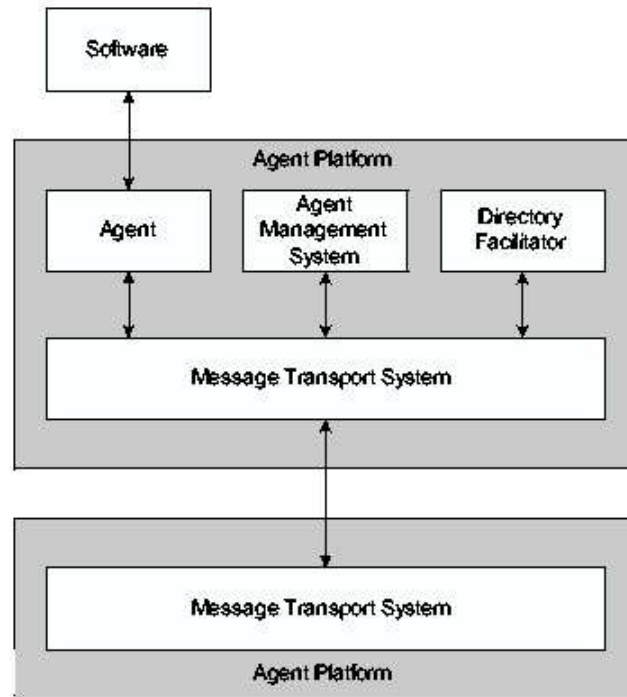 Software
Agent Platform
Agent
Agent
Management
System
Directory
Facilitator
Message Transport System
Message Transport System
Agent Platform